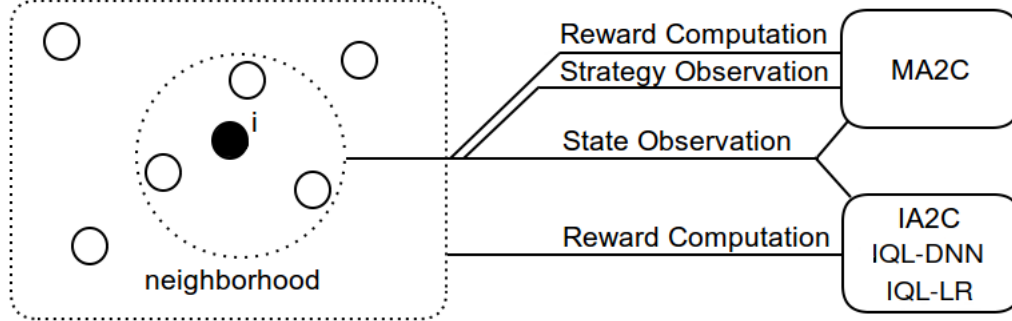 Reward Computation
Strategy Observation
MA2C
i
State Observation
IA2C
Reward Computation
IQL-DNN
IQL-LR
neighborhood